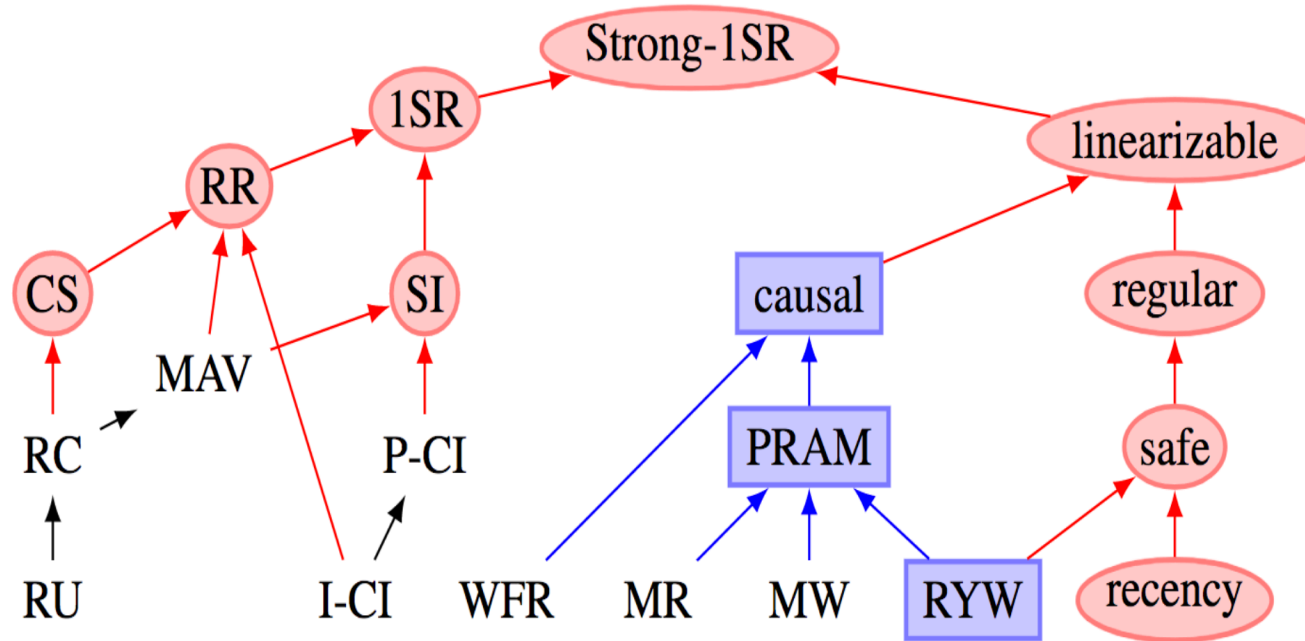 Strong-1SR
1SR
linearizable
RR
CS
SI
causal
regular
MAV
RC
P-CI
PRAM
safe
RU
I-CI
WFR
MR
MW
RYW
recency